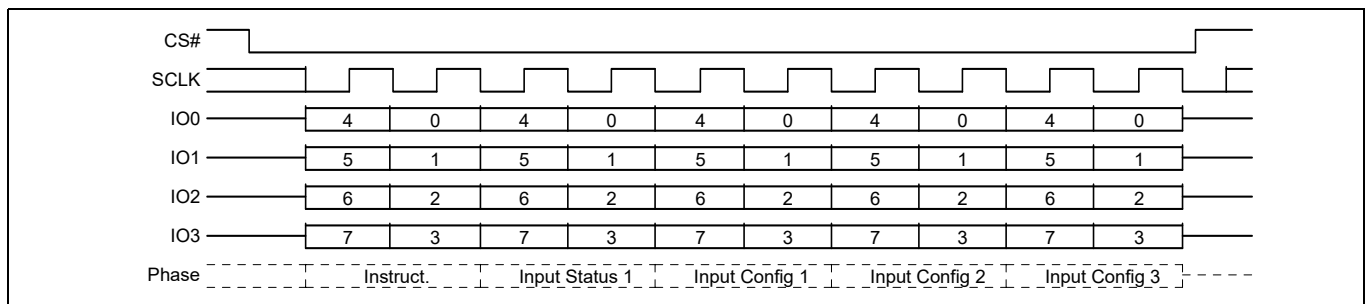 CS#
SCLK
IO0 4 0 4 0 4 0 4 0 4 0
IO1 5 1 5 1 5 1 5 1 5 1
IO2 6 2 6 2 6 2 6 2 6 2
IO3 7 3 7 3 7 3 7 3 7 3
Phase Instruct. Input Status 1 Input Config 1 Input Config 2 Input Config 3